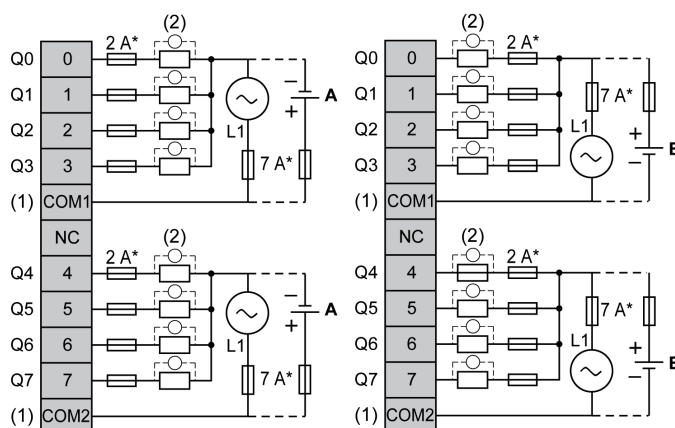 (2)
Q0 0 2 A*
Q1 1
Q2 2
Q3 3
L1
7 A*
− + A
(1) COM1
NC
(2)
Q4 4 2 A*
Q5 5
Q6 6
Q7 7
L1
7 A*
− + A
(1) COM2
(2)
Q0 0 2 A*
Q1 1
Q2 2
Q3 3
7 A*
L1
+ − B
(1) COM1
NC
(2)
Q4 4 2 A*
Q5 5
Q6 6
Q7 7
7 A*
L1
+ −
(1) COM2